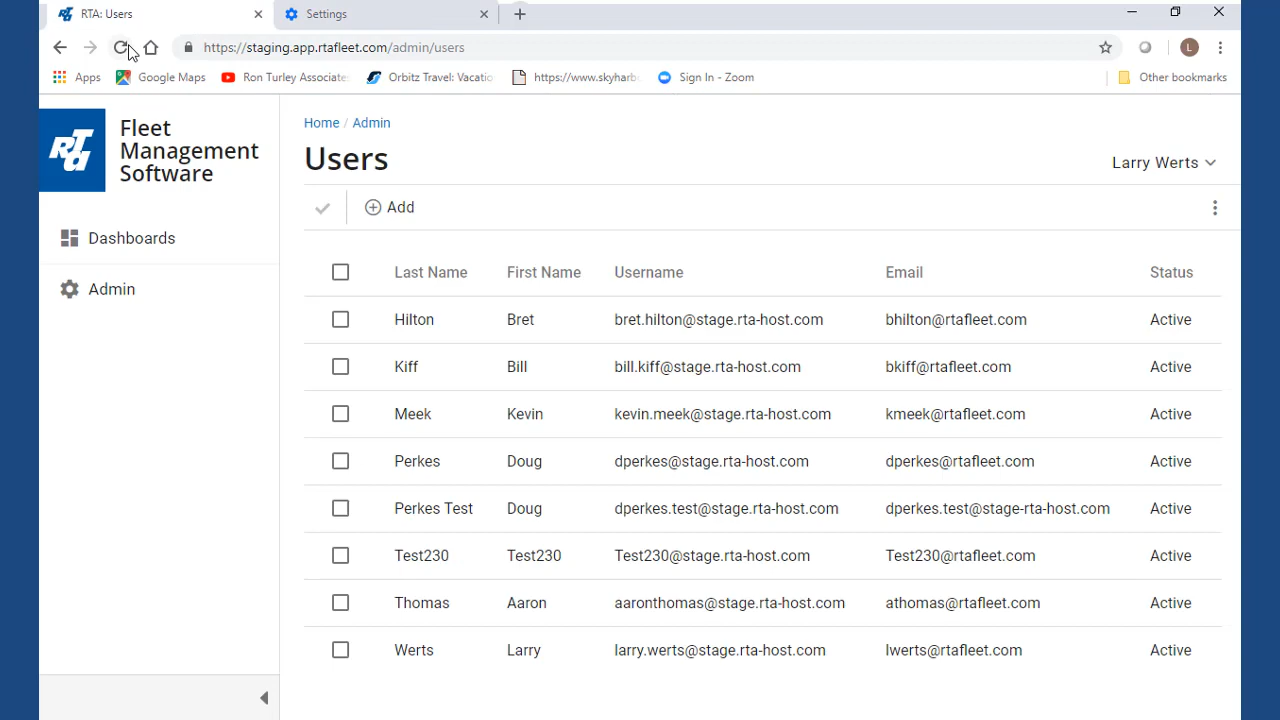 RTA: Users
Settings
https://staging.app.rtafleet.com/admin/users
L
Apps
Google Maps
Ron Turley Associate
Orbitz Travel: Vacatio
https://www.skyharb
Sign In - Zoom
Other bookmarks
RTA
Fleet
Management
Software
Home / Admin
Users
Larry Werts
Add
Dashboards
Admin
Last Name First Name Username Email Status
Hilton Bret bret.hilton@stage.rta-host.com bhilton@rtafleet.com Active
Kiff Bill bill.kiff@stage.rta-host.com bkiff@rtafleet.com Active
Meek Kevin kevin.meek@stage.rta-host.com kmeek@rtafleet.com Active
Perkes Doug dperkes@stage.rta-host.com dperkes@rtafleet.com Active
Perkes Test Doug dperkes.test@stage.rta-host.com dperkes.test@stage-rta-host.com Active
Test230 Test230 Test230@stage.rta-host.com Test230@rtafleet.com Active
Thomas Aaron aaronthomas@stage.rta-host.com athomas@rtafleet.com Active
Werts Larry larry.werts@stage.rta-host.com lwerts@rtafleet.com Active